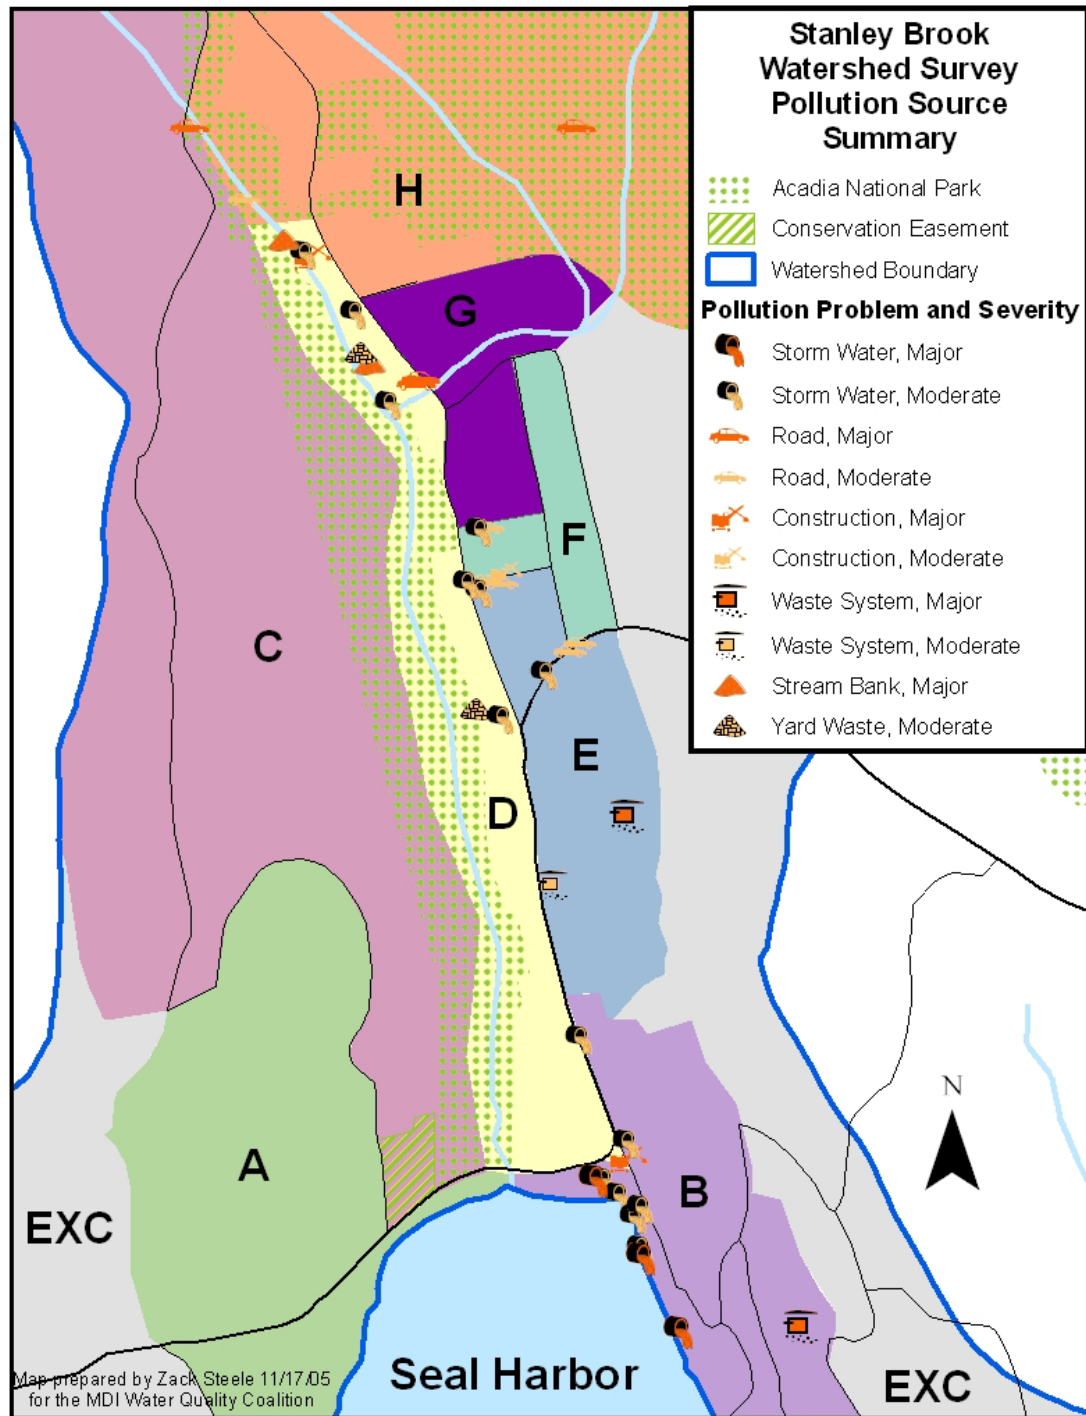 Stanley Brook
Watershed Survey
Pollution Source
Summary
Acadia National Park
Conservation Easement
Watershed Boundary
Pollution Problem and Severity
Storm Water, Major
Storm Water, Moderate
Road, Major
Road, Moderate
Construction, Major
Construction, Moderate
Waste System, Major
Waste System, Moderate
Stream Bank, Major
Yard Waste, Moderate
H
G
F
C
E
D
N
A
B
EXC
Seal Harbor
EXC
Map prepared by Zack Steele 11/17/05
for the MDI Water Quality Coalition